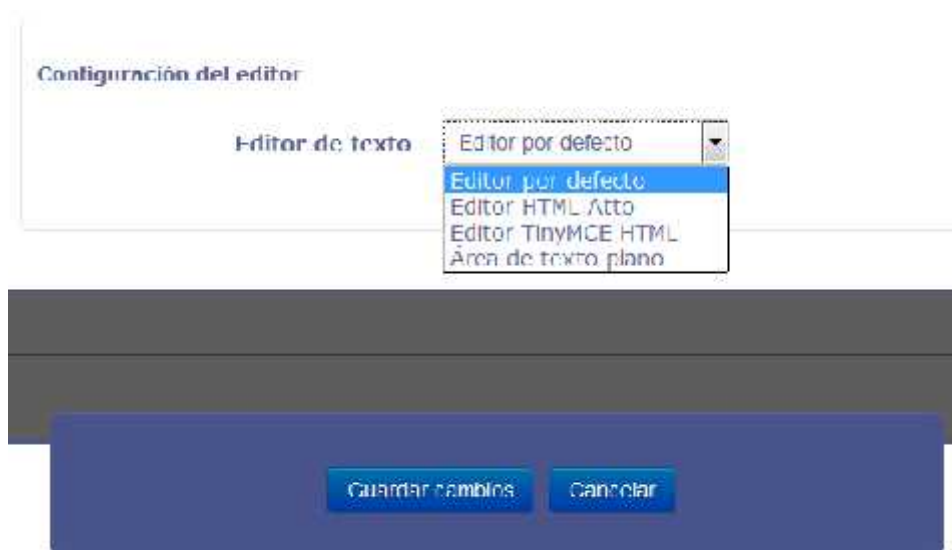 Configuración del editor
Editor de texto Editor por defecto
Editor por defecto
Editor HTML Atto
Editor TinyMCE HTML
Área de texto plano
Guardar cambios Cancelar